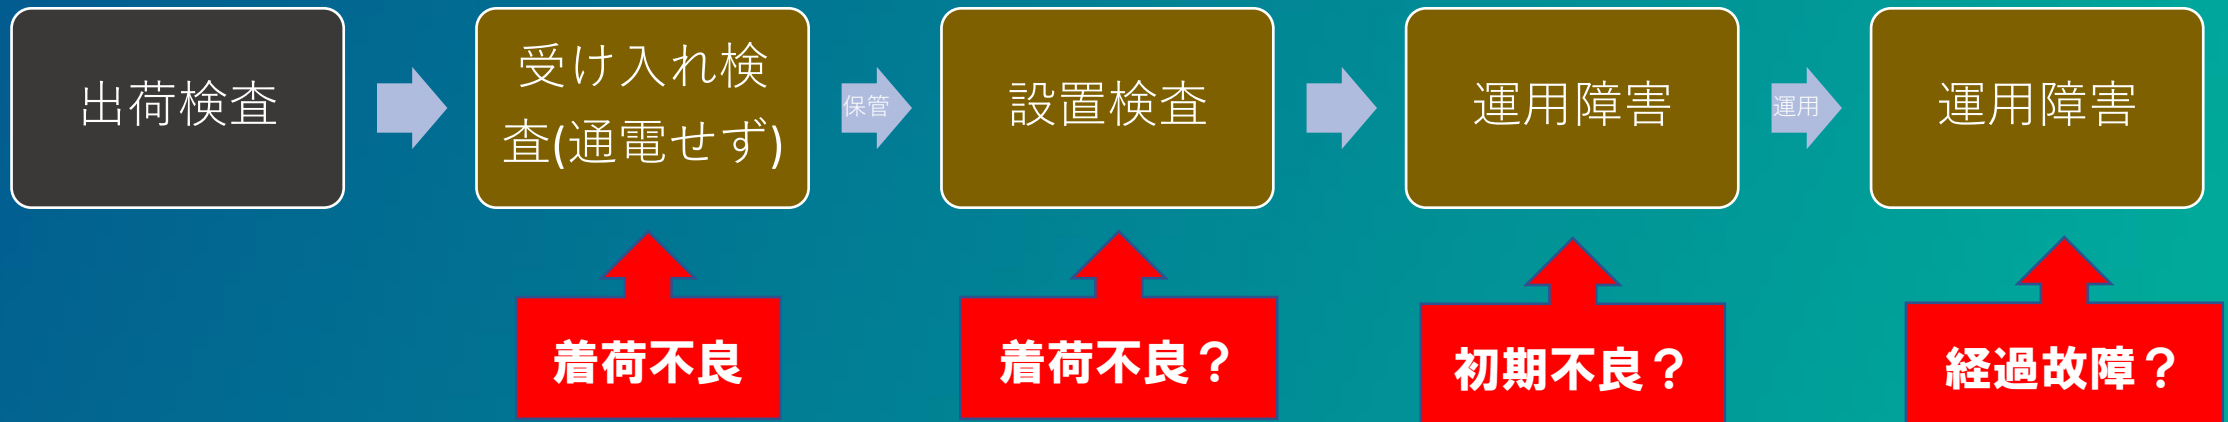 出荷検査
受け入れ検
査(通電せず)
保管
設置検査
運用障害
運用
運用障害
着荷不良
着荷不良？
初期不良？
経過故障？